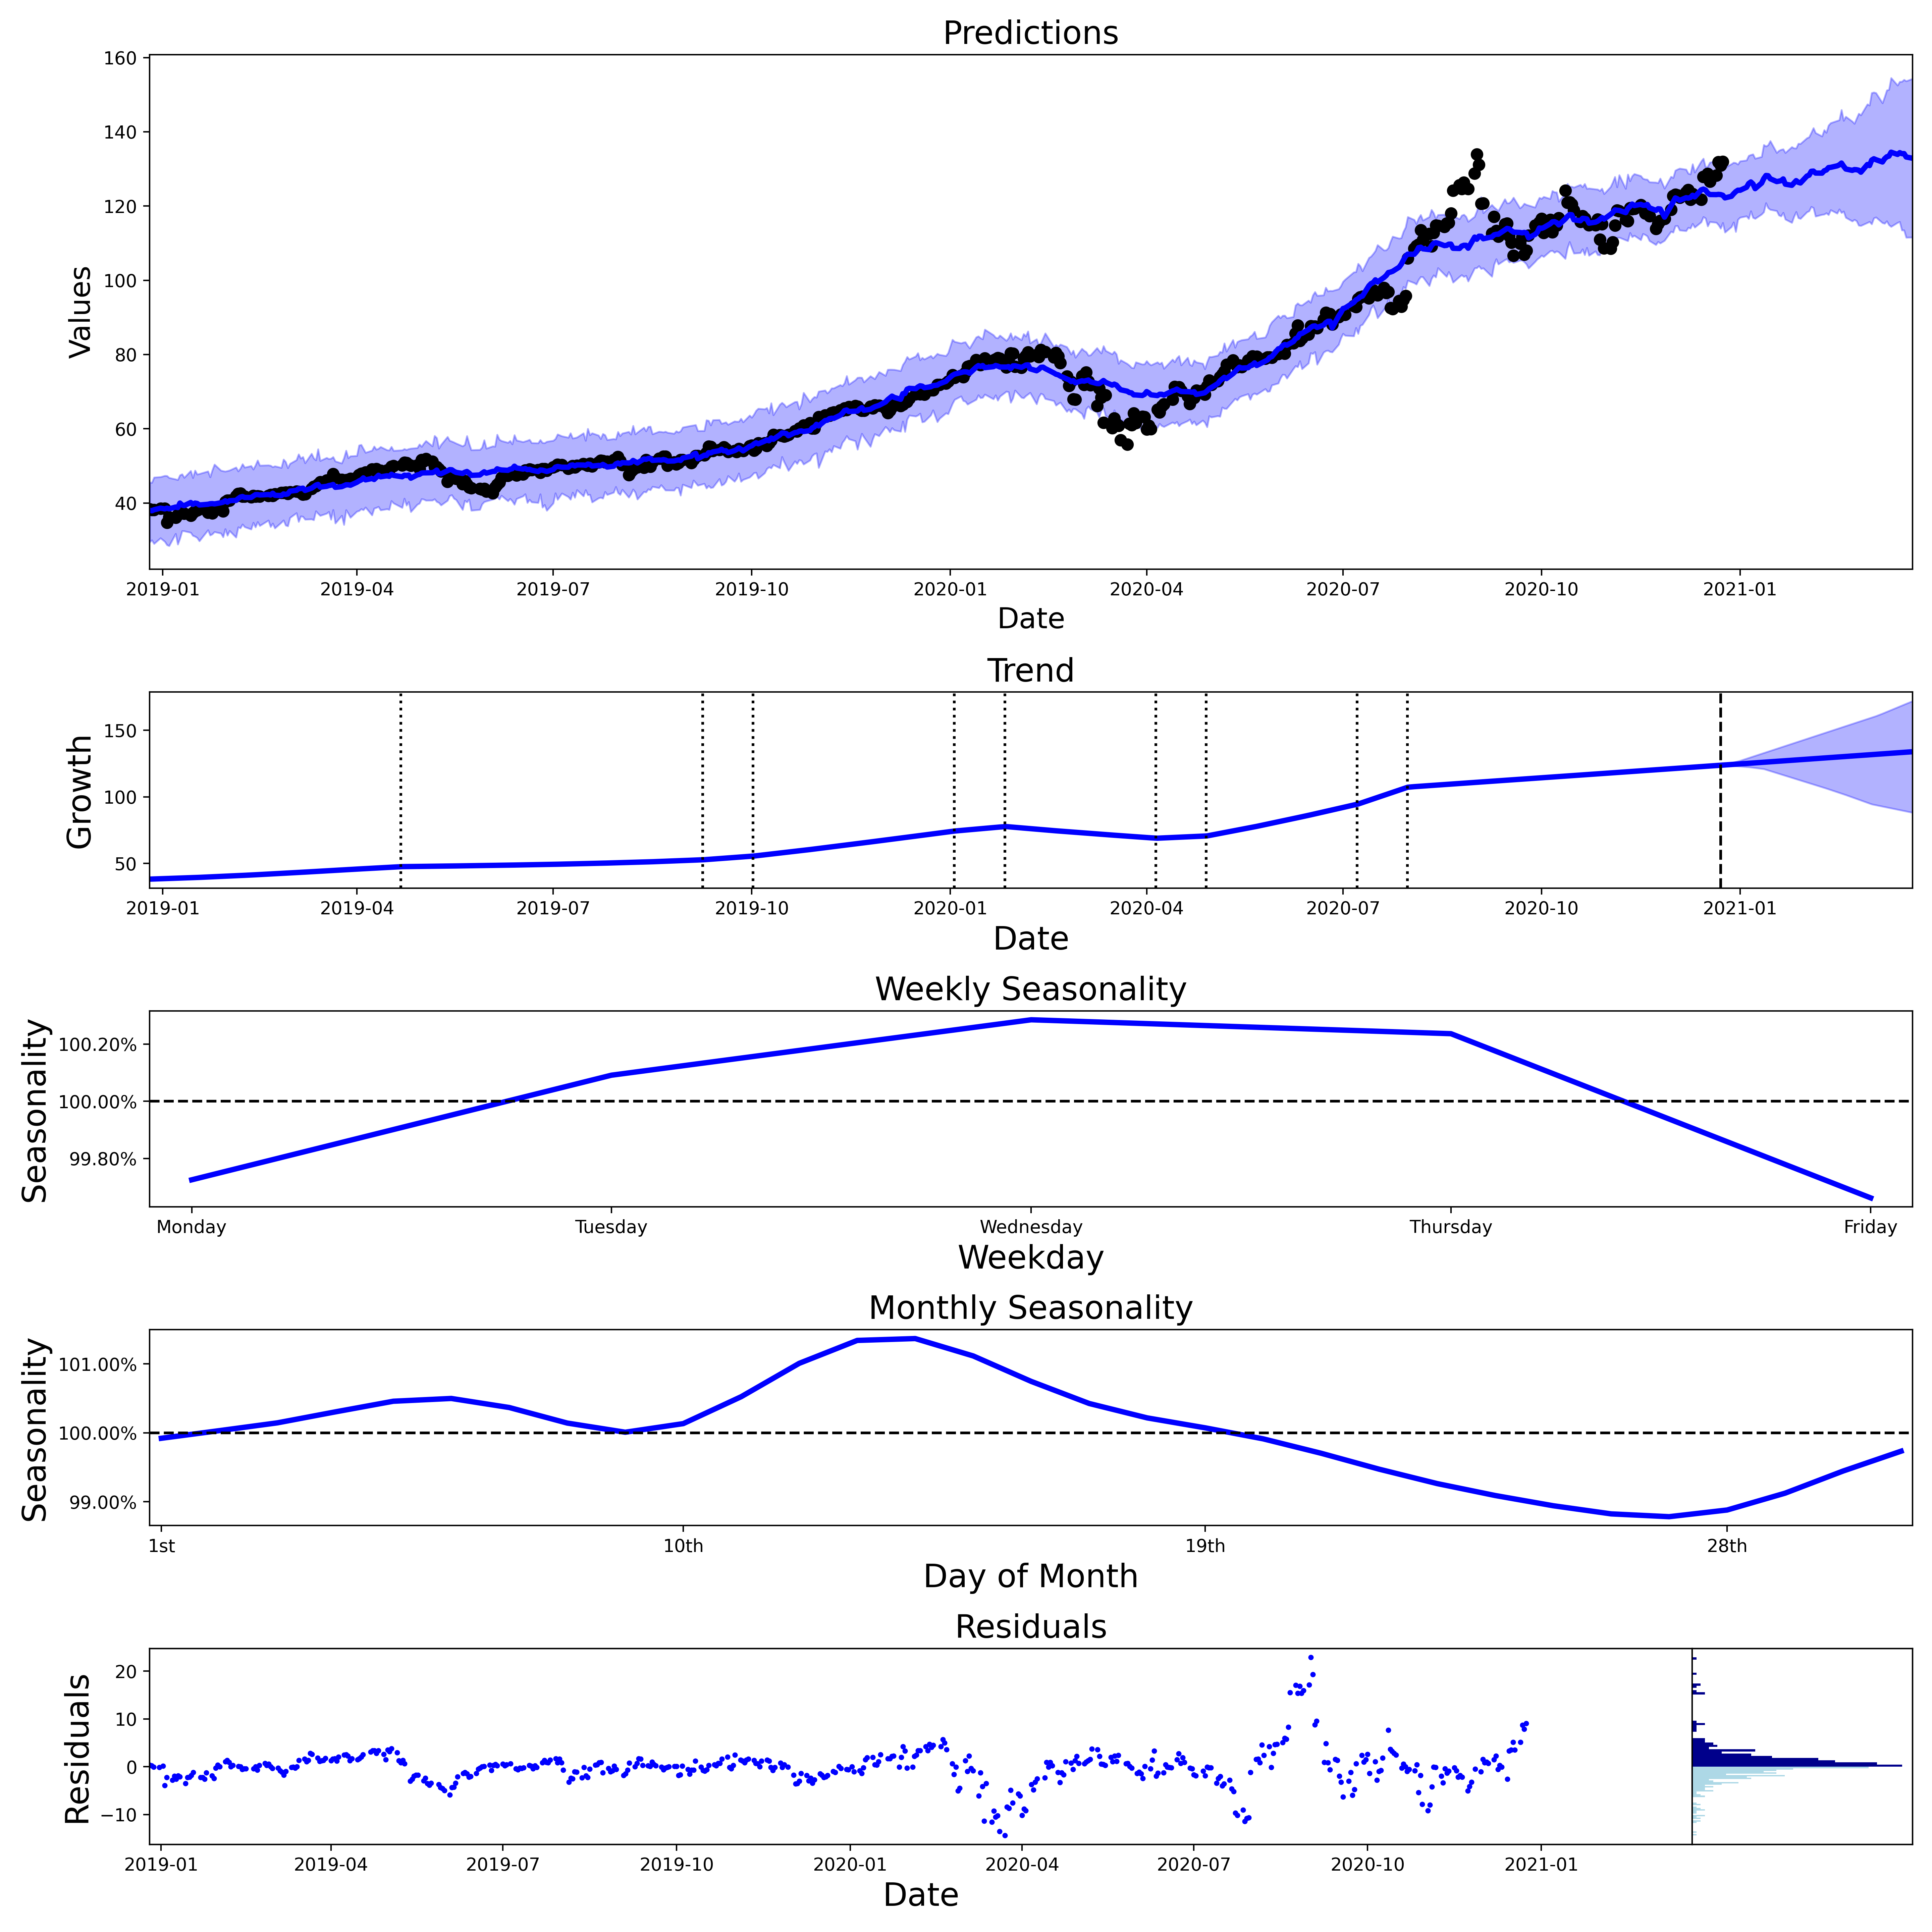 Predictions
160
140
120
100
80
60
40
Values
2019-01 2019-04 2019-07 2019-10 2020-01 2020-04 2020-07 2020-10 2021-01
Date
Trend
150
100
50
Growth
2019-01 2019-04 2019-07 2019-10 2020-01 2020-04 2020-07 2020-10 2021-01
Date
Weekly Seasonality
100.20%
100.00%
99.80%
Seasonality
Monday Tuesday Wednesday Thursday Friday
Weekday
Monthly Seasonality
101.00%
100.00%
99.00%
Seasonality
1st 10th 19th 28th
Day of Month
Residuals
20
10
0
−10
Residuals
2019-01 2019-04 2019-07 2019-10 2020-01 2020-04 2020-07 2020-10 2021-01
Date